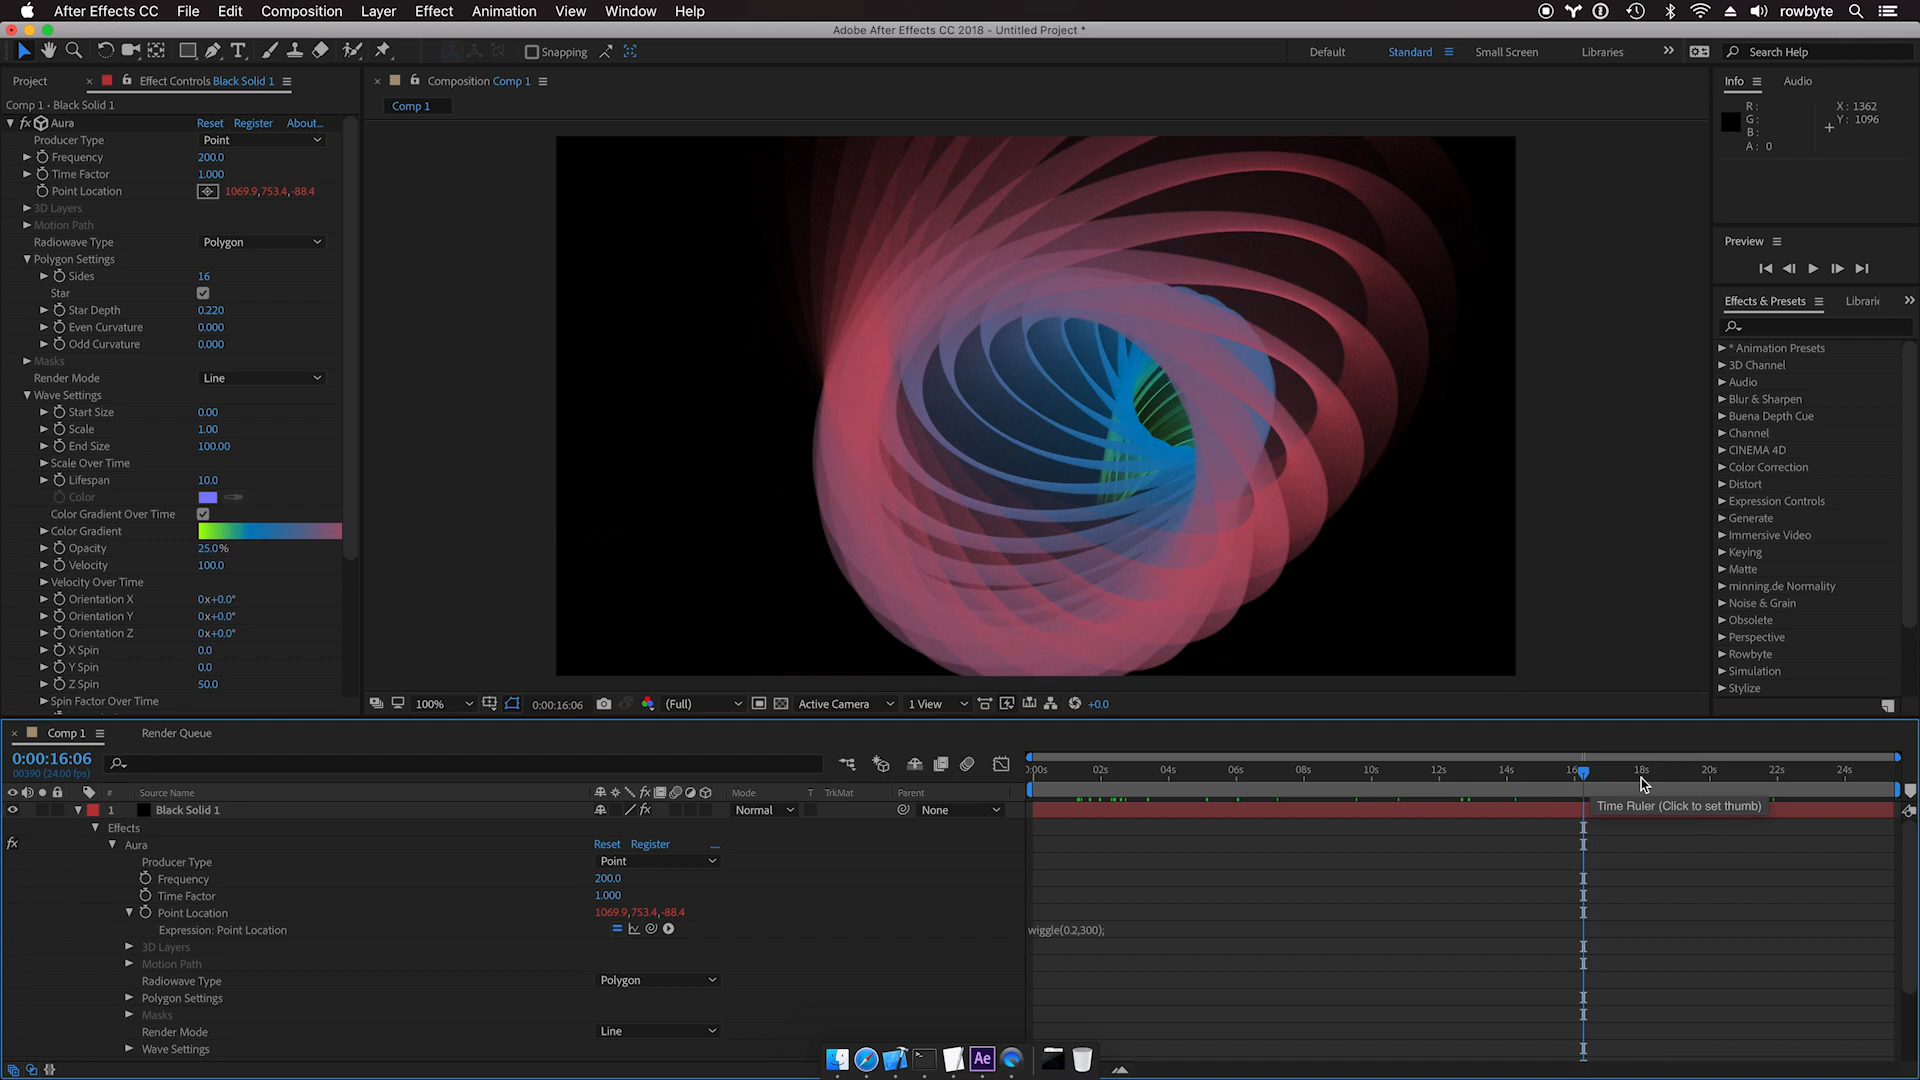 After Effects CC File Edit Composition Layer Effect Animation View Window Help rowbyte
Adobe After Effects CC 2018 - Untitled Project *
Snapping Default Standard Small Screen Libraries Search Help
Project Effect Controls Black Solid 1
Comp 1 • Black Solid 1
Aura Reset Register About...
Producer Type Point
Frequency 200.0
Time Factor 1.000
Point Location 1069.9,753.4,-88.4
3D Layers
Motion Path
Radiowave Type Polygon
Polygon Settings
Sides 16
Star
Star Depth 0.220
Even Curvature 0.000
Odd Curvature 0.000
Masks
Render Mode Line
Wave Settings
Start Size 0.00
Scale 1.00
End Size 100.00
Scale Over Time
Lifespan 10.0
Color
Color Gradient Over Time
Color Gradient
Opacity 25.0%
Velocity 100.0
Velocity Over Time
Orientation X 0x+0.0°
Orientation Y 0x+0.0°
Orientation Z 0x+0.0°
X Spin 0.0
Y Spin 0.0
Z Spin 50.0
Spin Factor Over Time
Composition Comp 1
Comp 1
100% 0:00:16:06 (Full) Active Camera 1 View +0.0
Info Audio
R: X: 1362
G: Y: 1096
B:
A: 0
Preview
Effects & Presets Librari
* Animation Presets
3D Channel
Audio
Blur & Sharpen
Buena Depth Cue
Channel
CINEMA 4D
Color Correction
Distort
Expression Controls
Generate
Immersive Video
Keying
Matte
minning.de Normality
Noise & Grain
Obsolete
Perspective
Rowbyte
Simulation
Stylize
Comp 1 Render Queue
0:00:16:06
00390 (24.00 fps)
:00s 02s 04s 06s 08s 10s 12s 14s 16 18s 20s 22s 24s
# Source Name Mode T TrkMat Parent
1 Black Solid 1 Normal None
Time Ruler (Click to set thumb)
Effects
fx Aura Reset Register ...
Producer Type Point
Frequency 200.0
Time Factor 1.000
Point Location 1069.9,753.4,-88.4
Expression: Point Location wiggle(0.2,300);
3D Layers
Motion Path
Radiowave Type Polygon
Polygon Settings
Masks
Render Mode Line
Wave Settings
Ae